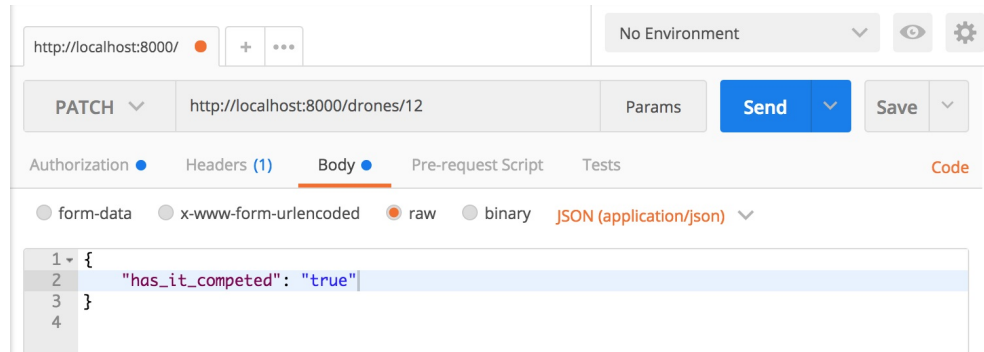 http://localhost:8000/ + •••
No Environment
PATCH http://localhost:8000/drones/12 Params Send Save
Authorization Headers (1) Body Pre-request Script Tests Code
form-data x-www-form-urlencoded raw binary JSON (application/json)
1 {
2 "has_it_competed": "true"
3 }
4